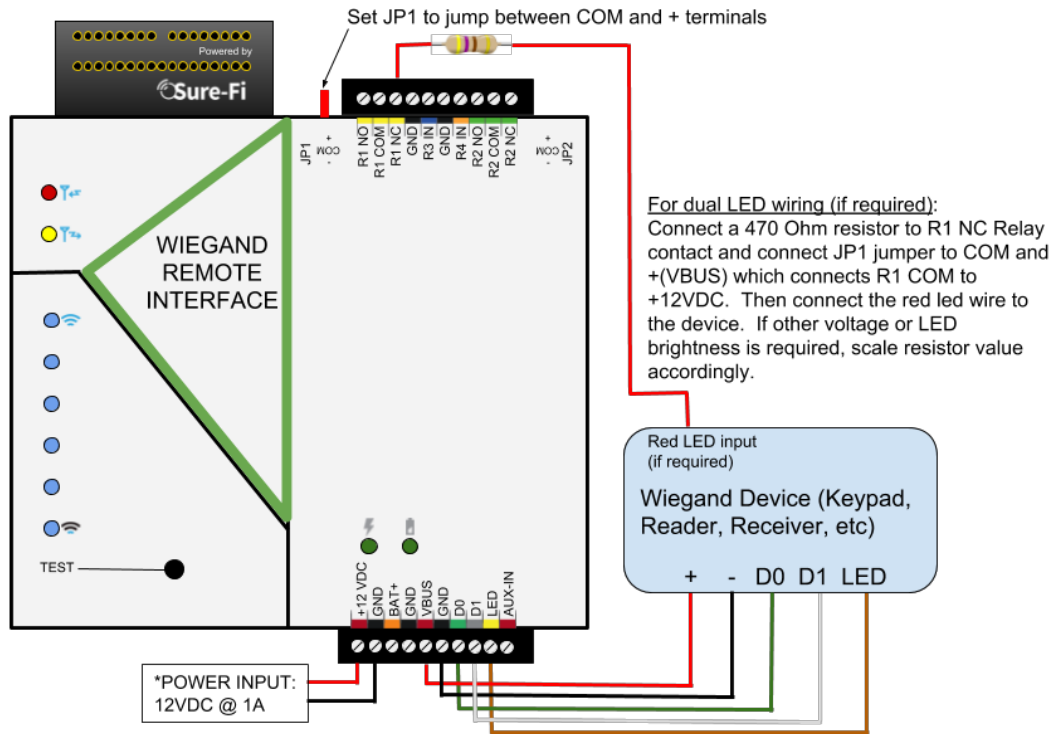 Set JP1 to jump between COM and + terminals
Powered by
Sure-Fi
JP1
+
COM
-
R1 NO
R1 COM
R1 NC
GND
R3 IN
GND
R4 IN
R2 NO
R2 COM
R2 NC
+
COM
-
JP2
WIEGAND
REMOTE
INTERFACE
For dual LED wiring (if required):
Connect a 470 Ohm resistor to R1 NC Relay
contact and connect JP1 jumper to COM and
+(VBUS) which connects R1 COM to
+12VDC.  Then connect the red led wire to
the device.  If other voltage or LED
brightness is required, scale resistor value
accordingly.
Red LED input
(if required)
Wiegand Device (Keypad,
Reader, Receiver, etc)
+ - D0 D1 LED
TEST
+12 VDC
GND
BAT+
GND
VBUS
GND
D0
D1
LED
AUX-IN
*POWER INPUT:
12VDC @ 1A